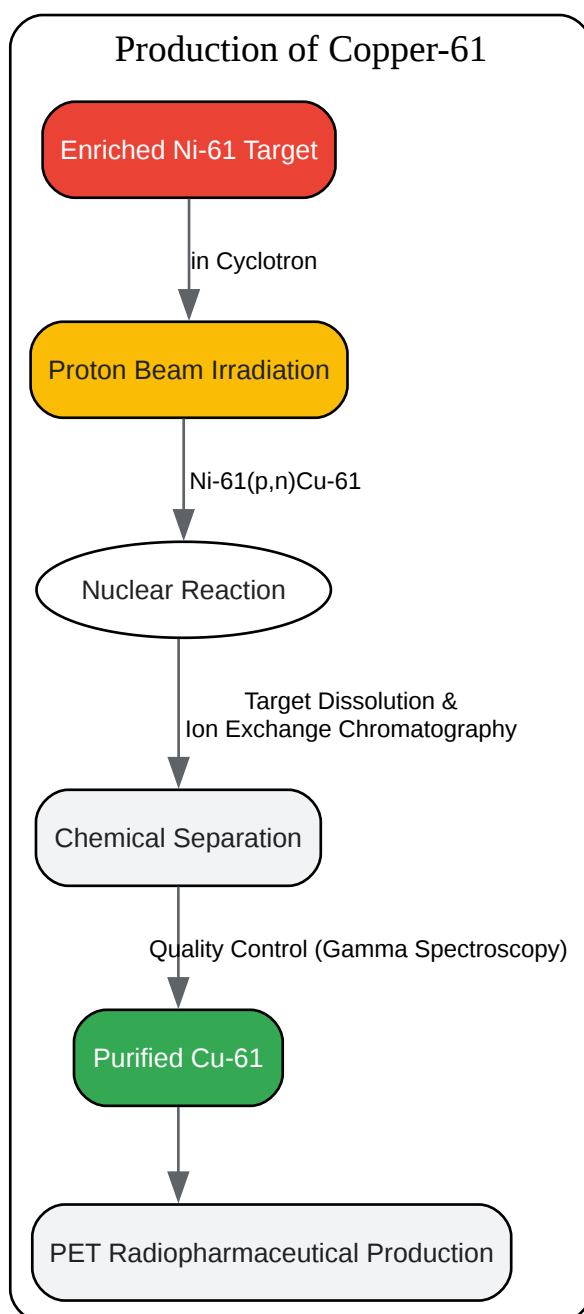 Production of Copper-61
Enriched Ni-61 Target
in Cyclotron
Proton Beam Irradiation
Ni-61(p,n)Cu-61
Nuclear Reaction
Target Dissolution &
Ion Exchange Chromatography
Chemical Separation
Quality Control (Gamma Spectroscopy)
Purified Cu-61
PET Radiopharmaceutical Production